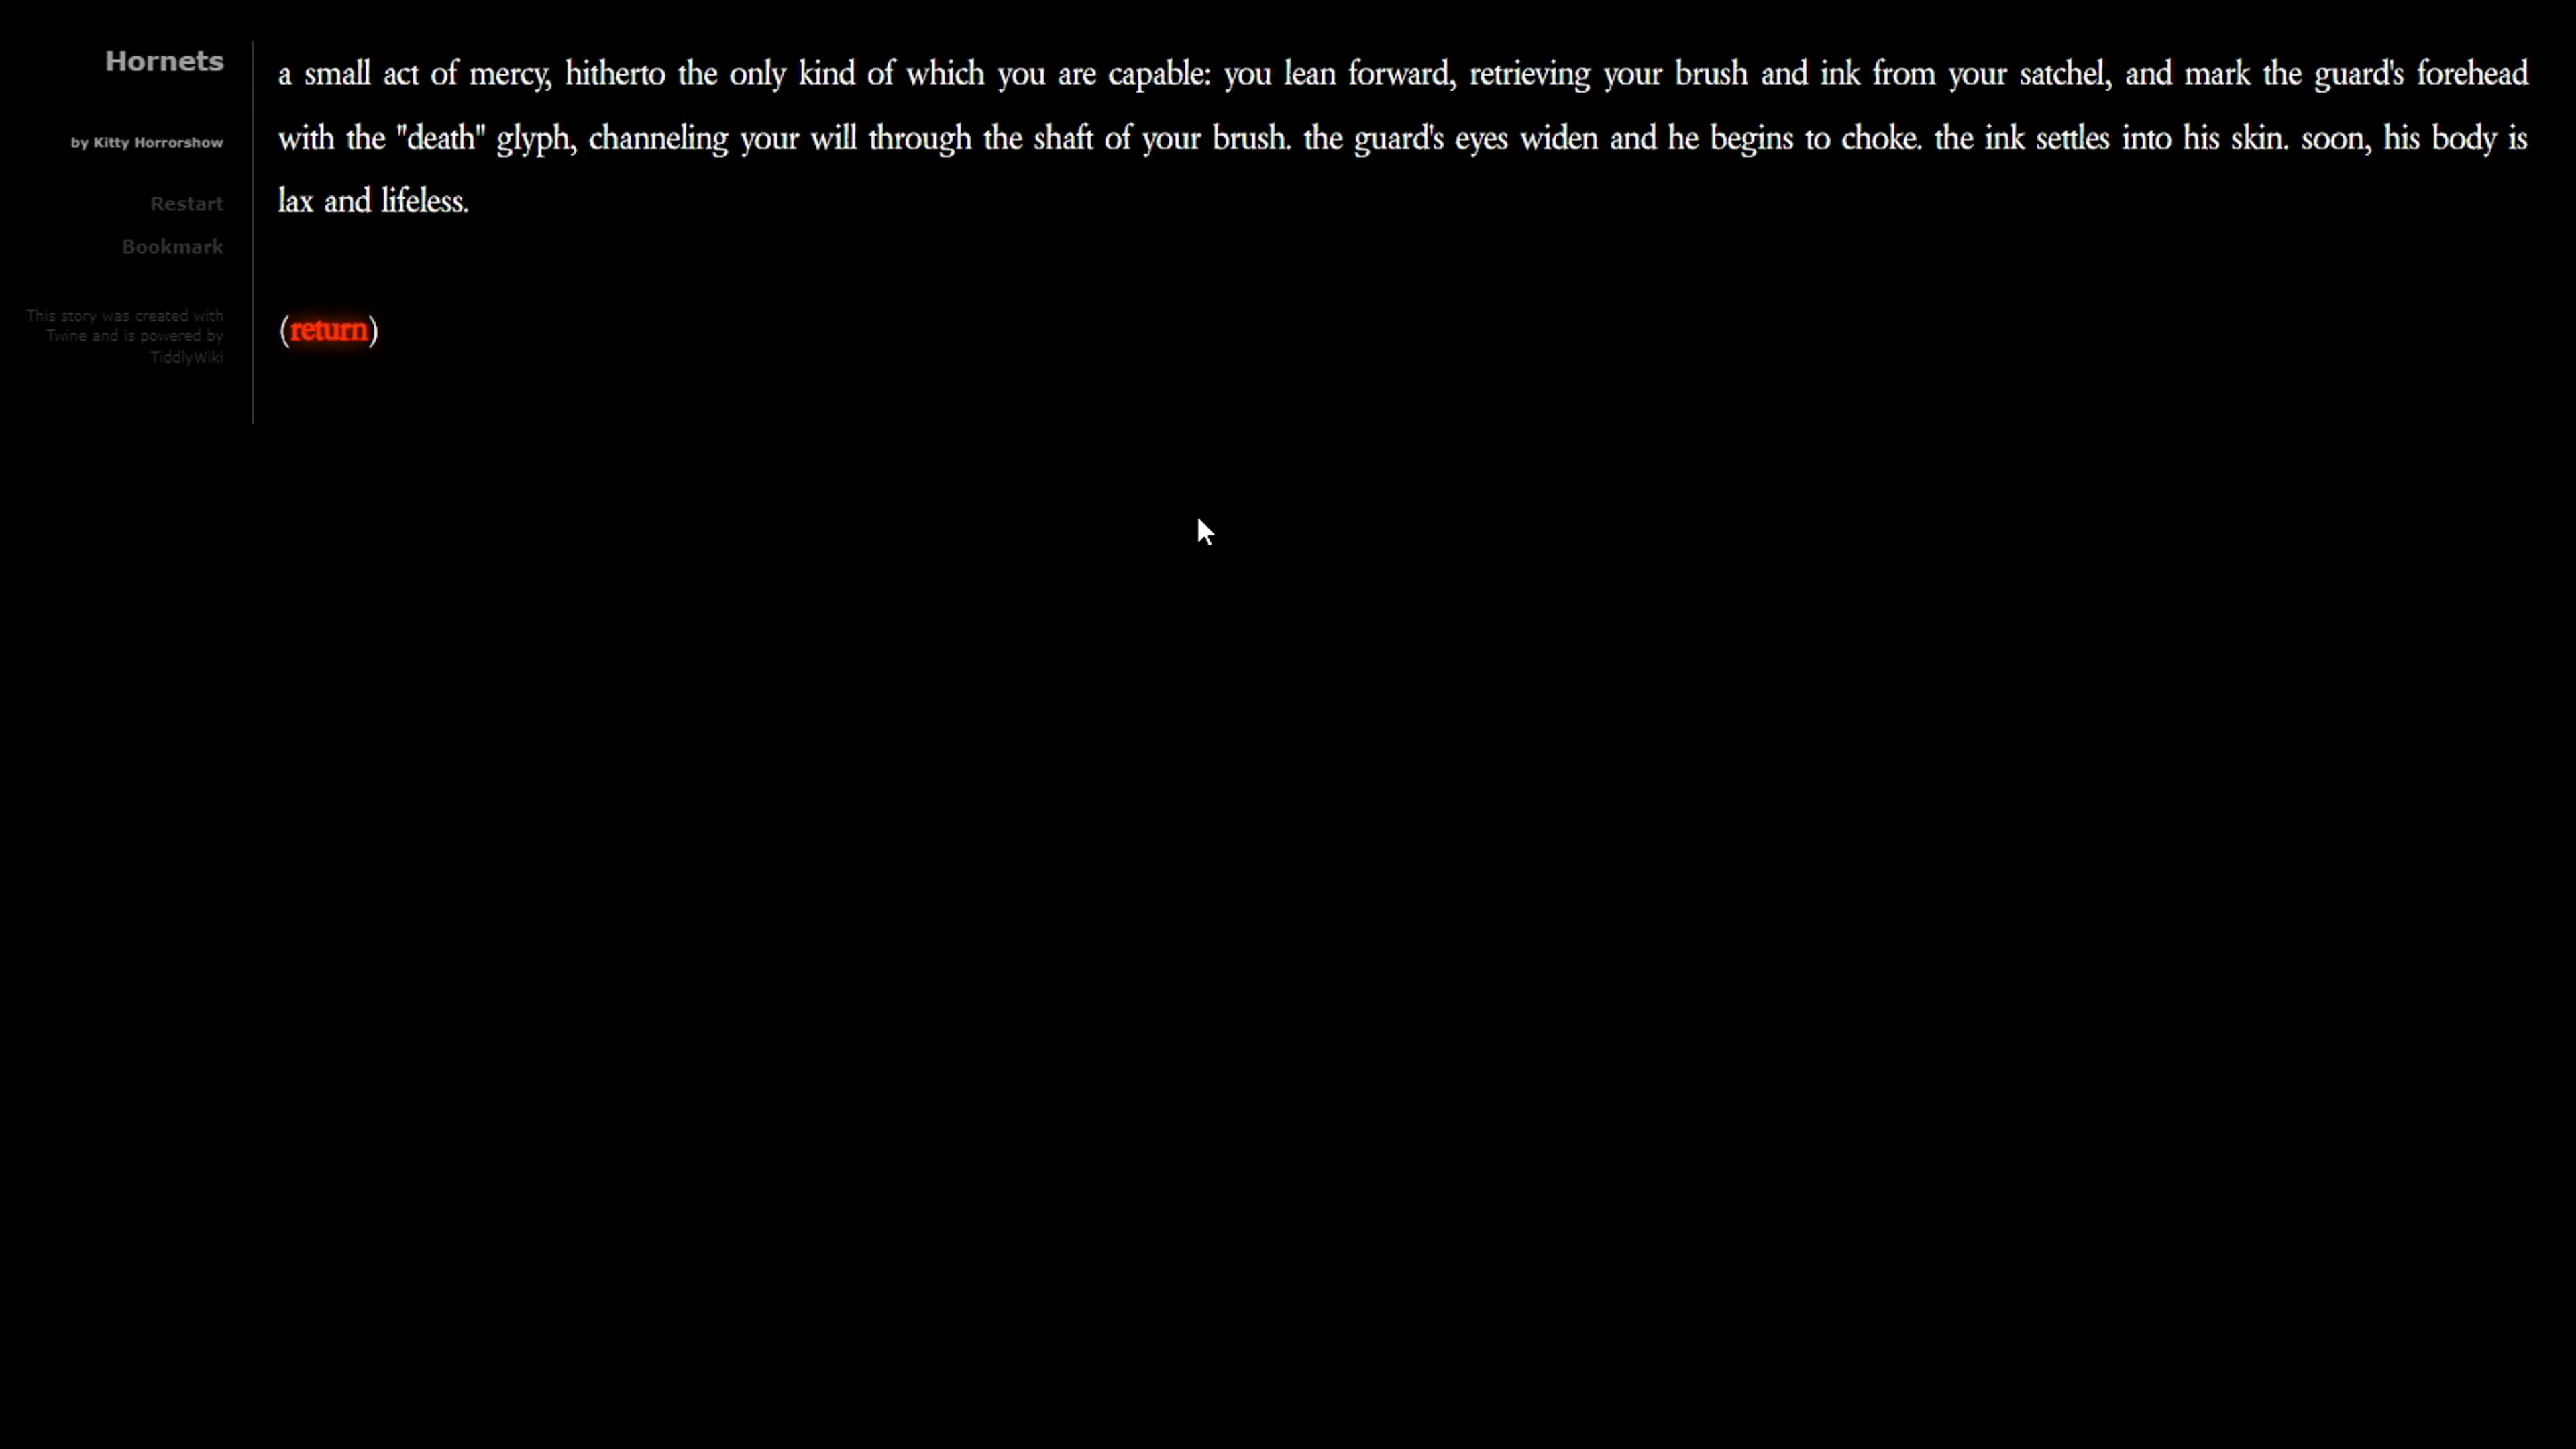 Hornets
by Kitty Horrorshow
Restart
Bookmark
This story was created with
Twine and is powered by
TiddlyWiki
a small act of mercy, hitherto the only kind of which you are capable: you lean forward, retrieving your brush and ink from your satchel, and mark the guard's forehead
with the "death" glyph, channeling your will through the shaft of your brush. the guard's eyes widen and he begins to choke. the ink settles into his skin. soon, his body is
lax and lifeless.
(return)